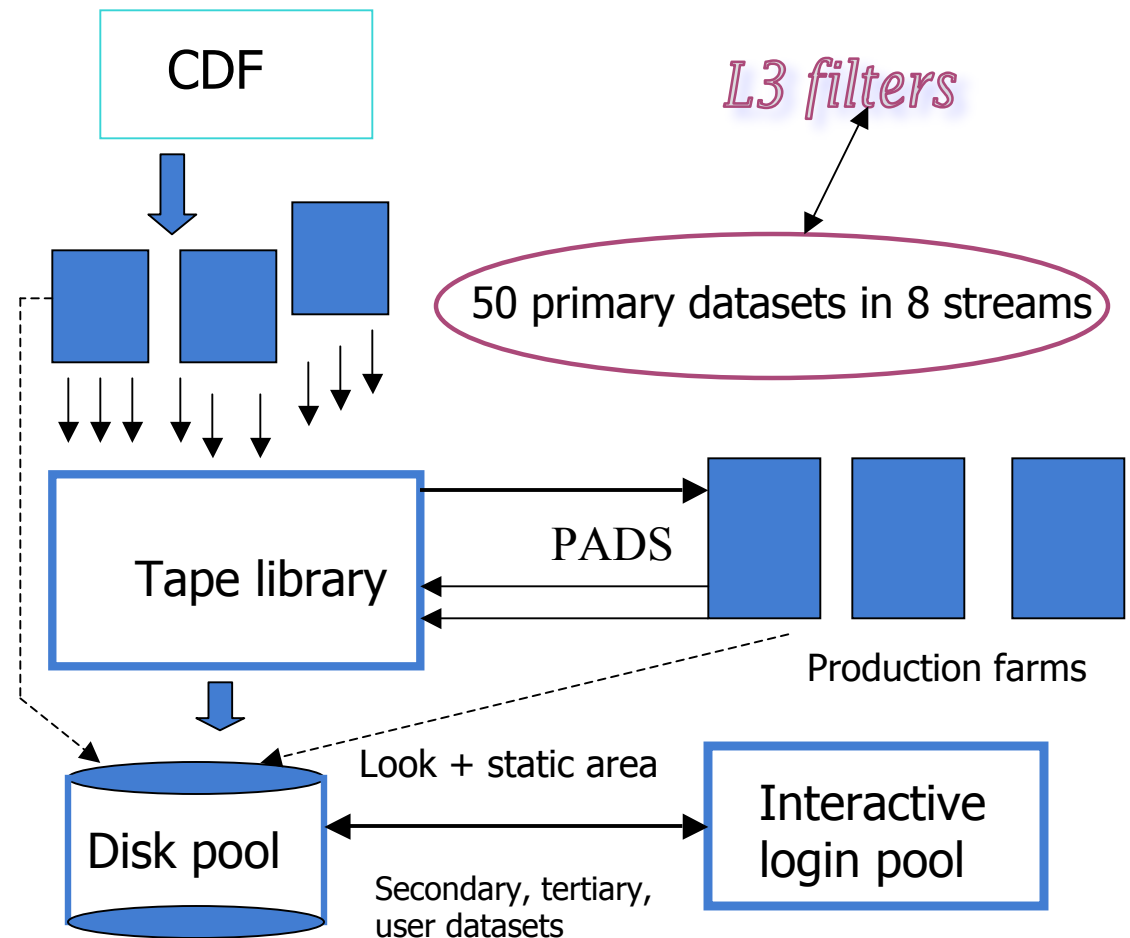 CDF
L3 filters
50 primary datasets in 8 streams
PADS
Tape library
Production farms
Look + static area
Interactive
login pool
Disk pool
Secondary, tertiary,
user datasets